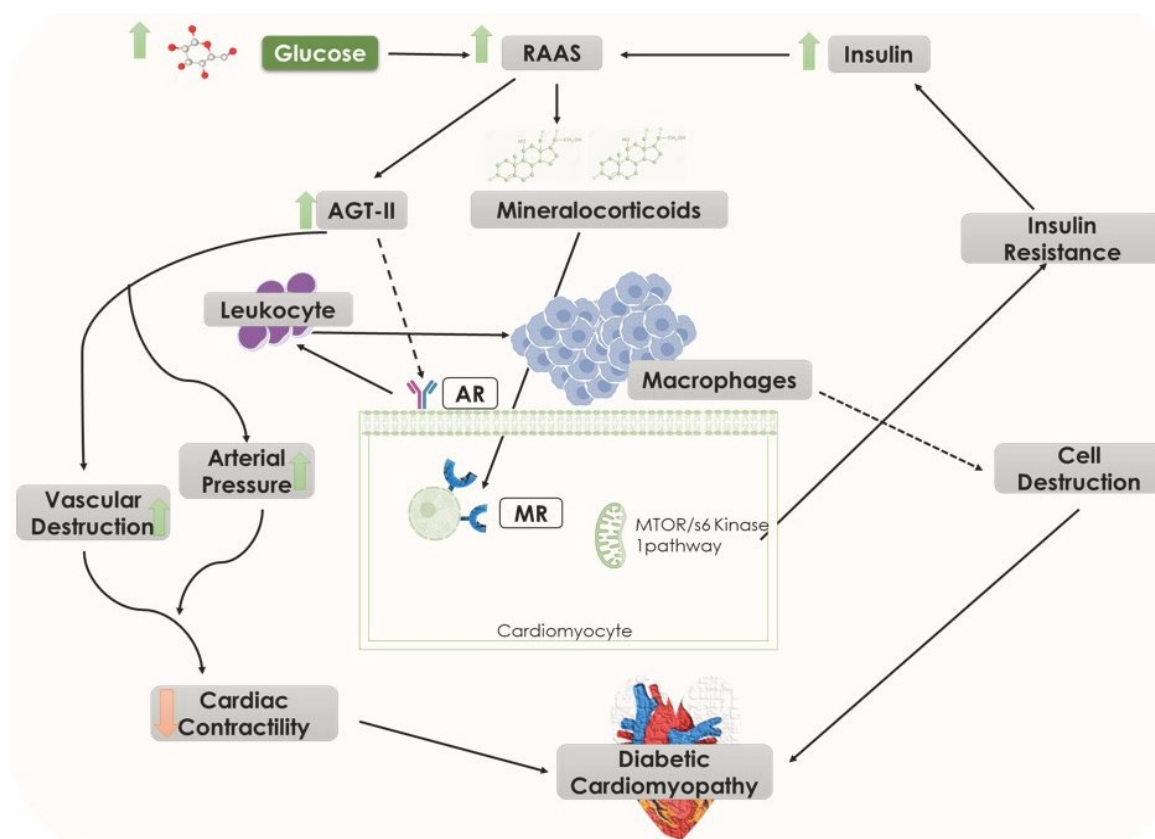 Glucose
RAAS
Insulin
AGT-II
Mineralocorticoids
Insulin
Resistance
Leukocyte
Macrophages
AR
Arterial
Pressure
Cell
Destruction
Vascular
Destruction
MR
MTOR/s6 Kinase
1pathway
Cardiomyocyte
Cardiac
Contractility
Diabetic
Cardiomyopathy